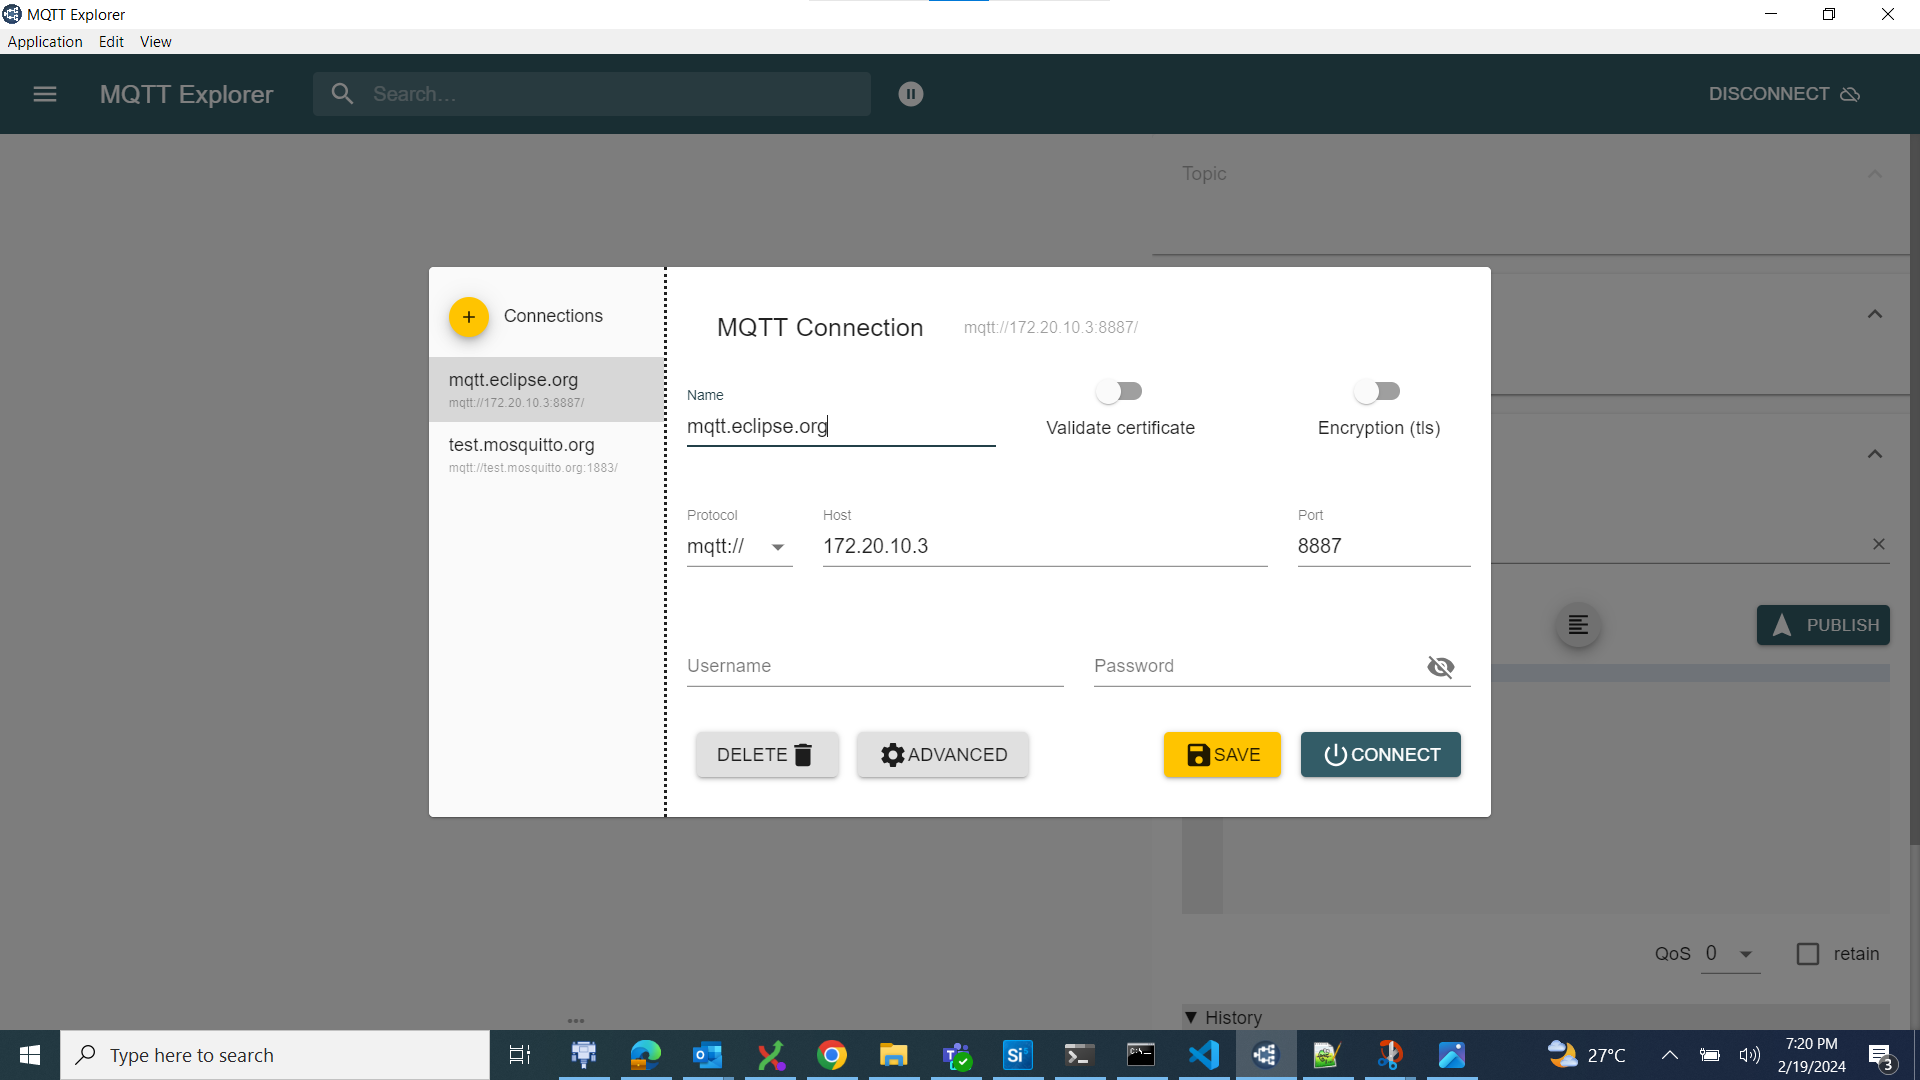 MQTT Explorer
Application Edit View
MQTT Explorer
Search...
DISCONNECT
Topic
Connections
mqtt.eclipse.org
mqtt://172.20.10.3:8887/
test.mosquitto.org
mqtt://test.mosquitto.org:1883/
MQTT Connection mqtt://172.20.10.3:8887/
Name
mqtt.eclipse.org
Validate certificate
Encryption (tls)
Protocol
mqtt://
Host
172.20.10.3
Port
8887
Username
Password
DELETE
ADVANCED
SAVE
CONNECT
PUBLISH
QoS 0
retain
▼ History
Type here to search
Si
27°C
7:20 PM
2/19/2024
3